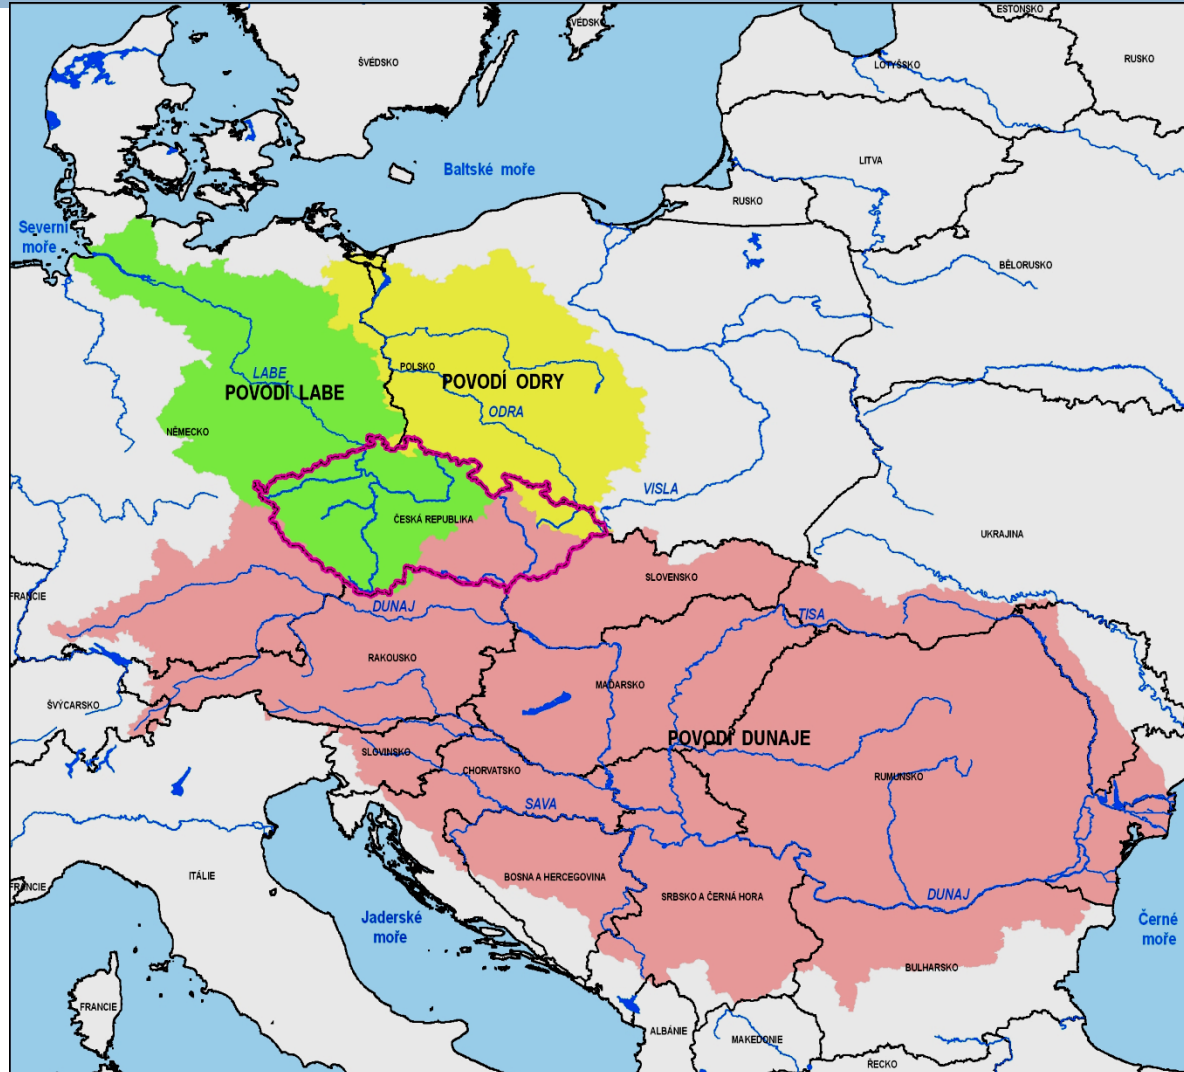 ESTONSKO
ŠVÉDSKO
ŠVÉDSKO
LOTYŠSKO
RUSKO
Baltské moře
LITVA
RUSKO
Severní
moře
BĚLORUSKO
LABE
POVODÍ LABE
POLSKO
POVODÍ ODRY
ODRA
NĚMECKO
VISLA
ČESKÁ REPUBLIKA
UKRAJINA
SLOVENSKO
FRANCIE
DUNAJ
TISA
RAKOUSKO
MAĎARSKO
ŠVÝCARSKO
POVODÍ DUNAJE
SLOVINSKO
CHORVATSKO
RUMUNSKO
SAVA
ITÁLIE
BOSNA A HERCEGOVINA
FRANCIE
SRBSKO A ČERNÁ HORA
DUNAJ
Jaderské
moře
Černé
moře
BULHARSKO
FRANCIE
ALBÁNIE
MAKEDONIE
ŘECKO